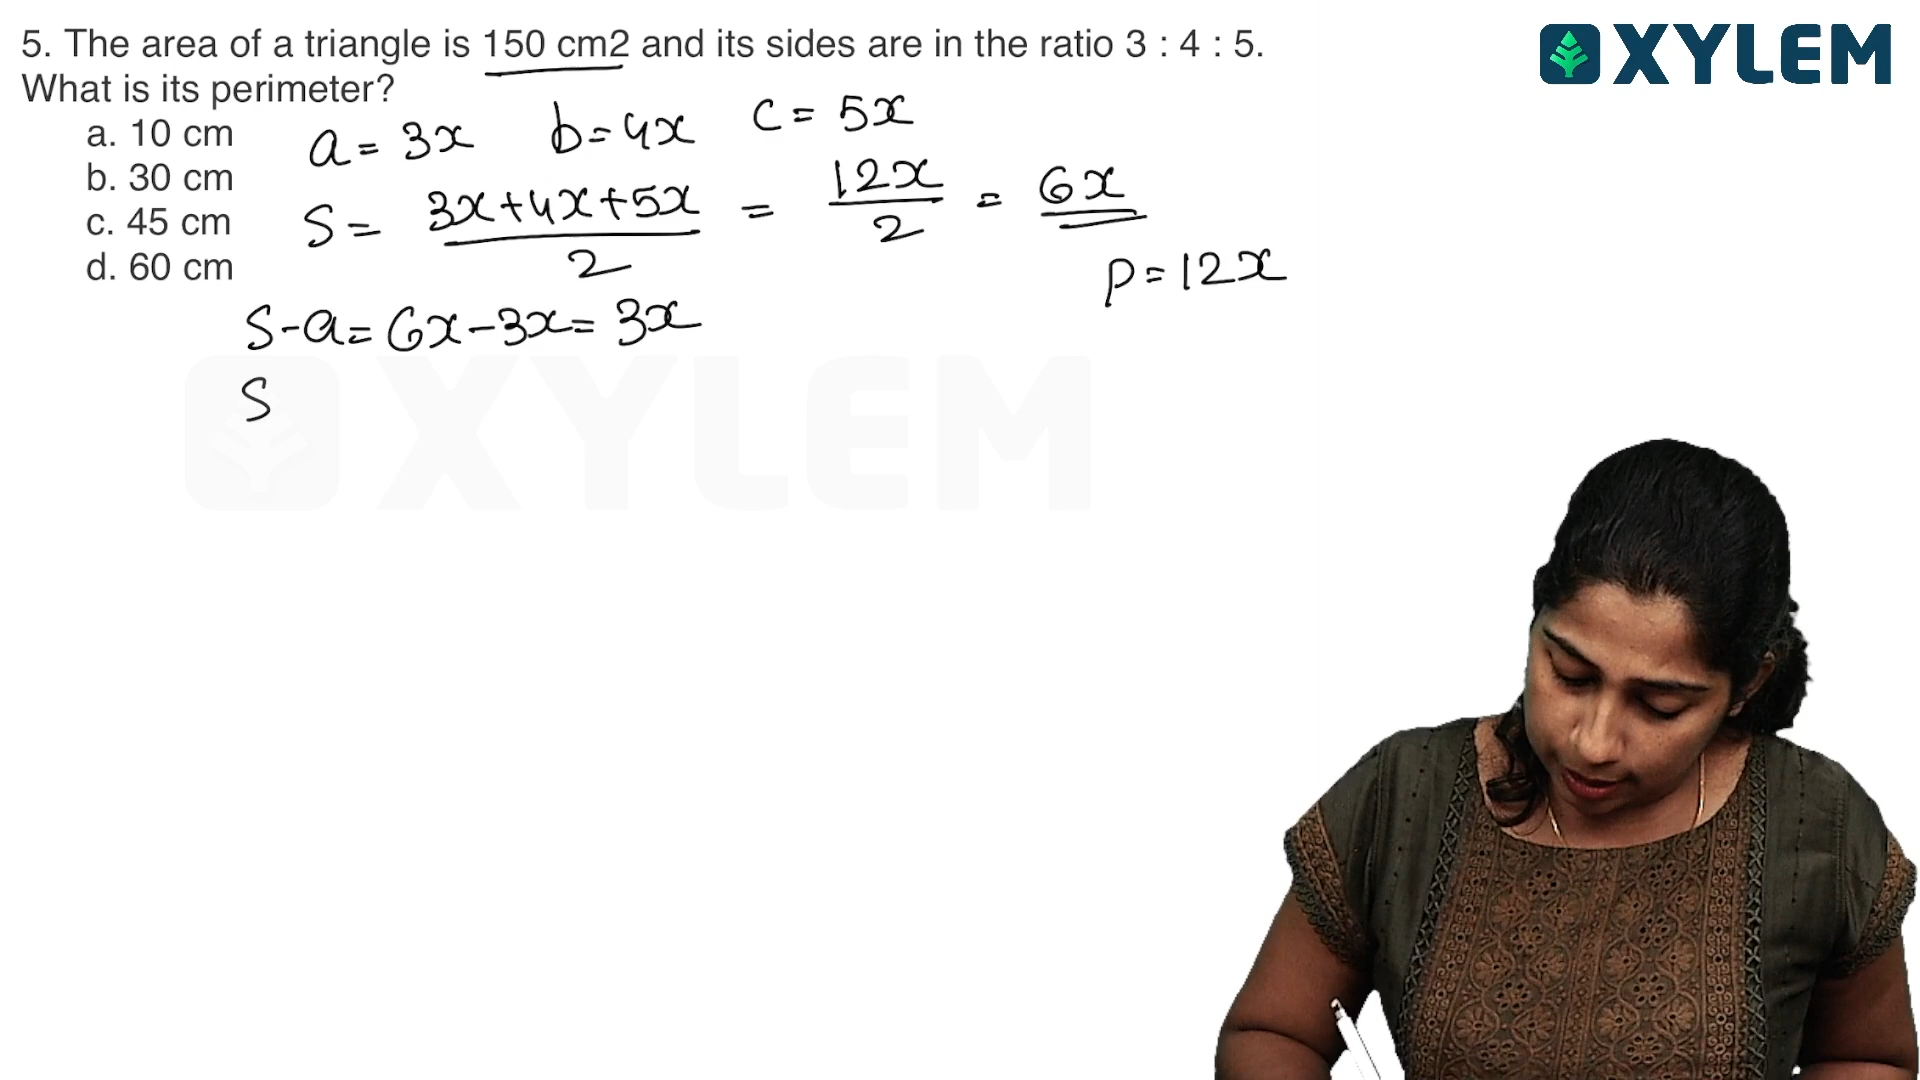 5. The area of a triangle is 150 cm2 and its sides are in the ratio 3 : 4 : 5.
What is its perimeter?
a. 10 cm
b. 30 cm
c. 45 cm
d. 60 cm
XYLEM
a = 3x b = 4x c = 5x
S = 3x+4x+5x / 2 = 12x / 2 = 6x
P = 12x
S-a = 6x-3x = 3x
S
XYLEM